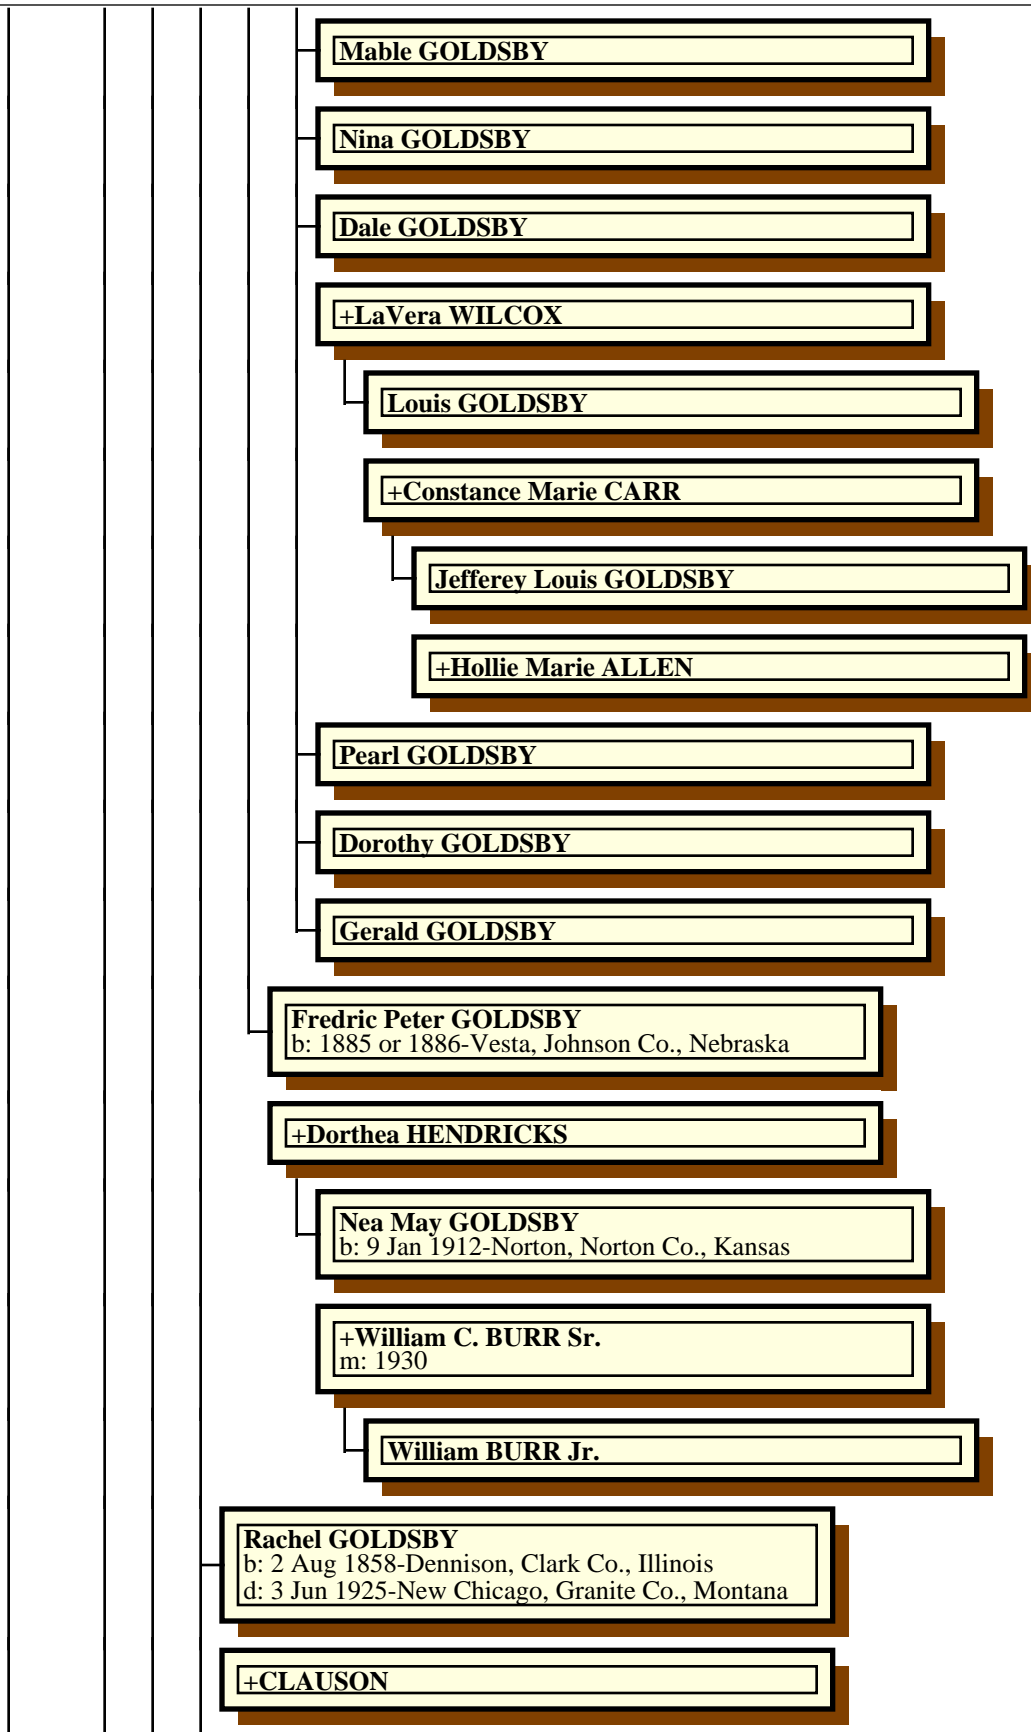 Mable GOLDSBY
Nina GOLDSBY
Dale GOLDSBY
+LaVera WILCOX
Louis GOLDSBY
+Constance Marie CARR
Jefferey Louis GOLDSBY
+Hollie Marie ALLEN
Pearl GOLDSBY
Dorothy GOLDSBY
Gerald GOLDSBY
Fredric Peter GOLDSBY
b: 1885 or 1886-Vesta, Johnson Co., Nebraska
+Dorthea HENDRICKS
Nea May GOLDSBY
b: 9 Jan 1912-Norton, Norton Co., Kansas
+William C. BURR Sr.
m: 1930
William BURR Jr.
Rachel GOLDSBY
b: 2 Aug 1858-Dennison, Clark Co., Illinois
d: 3 Jun 1925-New Chicago, Granite Co., Montana
+CLAUSON